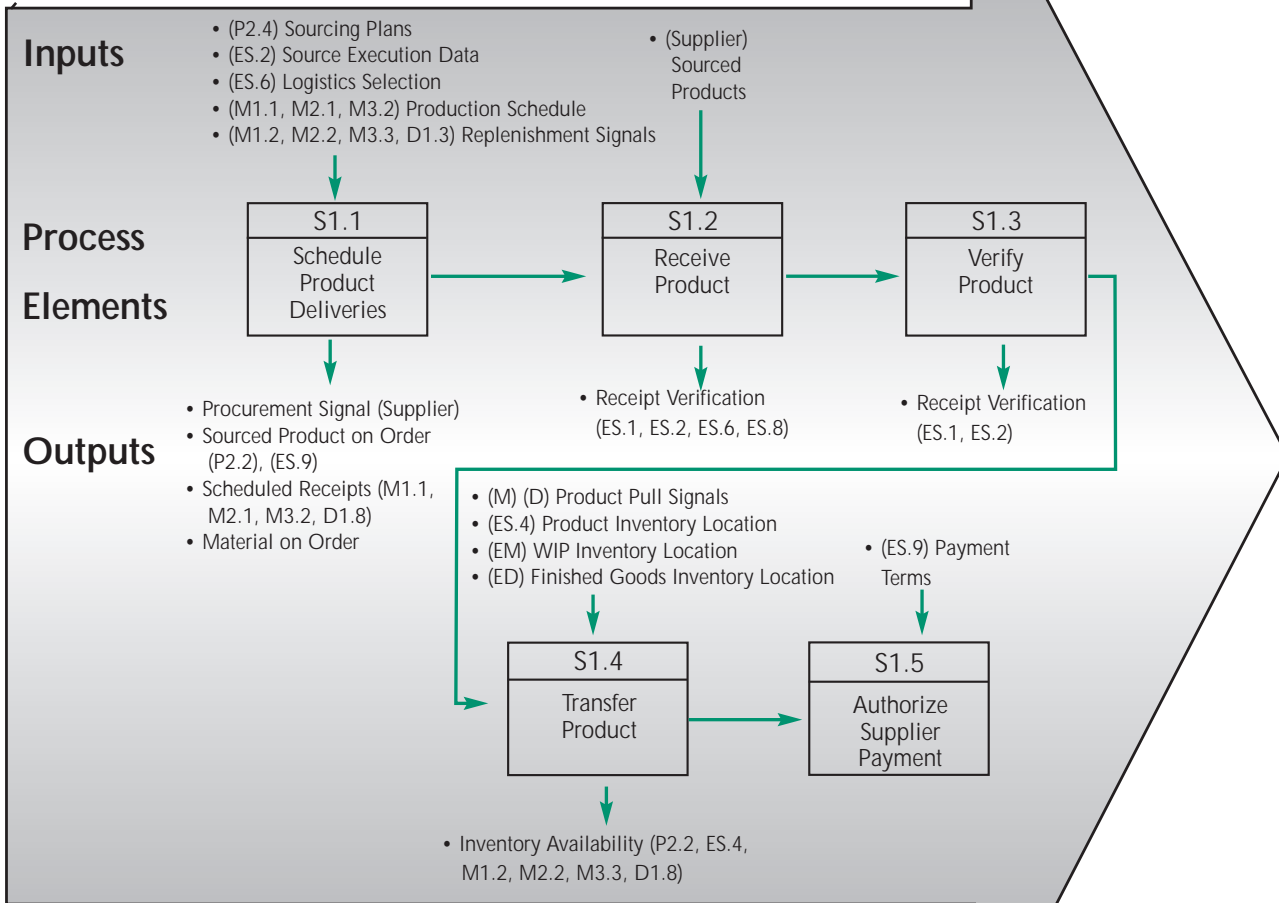 Inputs
• (P2.4) Sourcing Plans
• (ES.2) Source Execution Data
• (ES.6) Logistics Selection
• (M1.1, M2.1, M3.2) Production Schedule
• (M1.2, M2.2, M3.3, D1.3) Replenishment Signals
• (Supplier)
Sourced
Products
Process
Elements
S1.1
Schedule
Product
Deliveries
S1.2
Receive
Product
S1.3
Verify
Product
Outputs
• Procurement Signal (Supplier)
• Sourced Product on Order
(P2.2), (ES.9)
• Scheduled Receipts (M1.1,
M2.1, M3.2, D1.8)
• Material on Order
• Receipt Verification
(ES.1, ES.2, ES.6, ES.8)
• Receipt Verification
(ES.1, ES.2)
• (M) (D) Product Pull Signals
• (ES.4) Product Inventory Location
• (EM) WIP Inventory Location
• (ED) Finished Goods Inventory Location
• (ES.9) Payment
Terms
S1.4
Transfer
Product
S1.5
Authorize
Supplier
Payment
• Inventory Availability (P2.2, ES.4,
M1.2, M2.2, M3.3, D1.8)